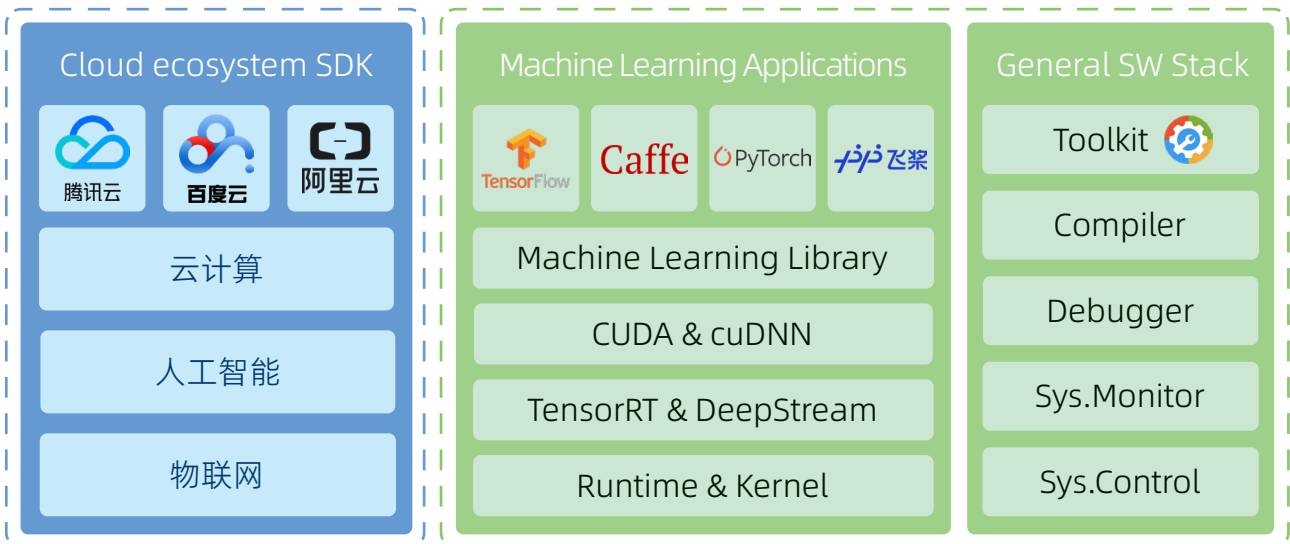 Cloud ecosystem SDK
腾讯云
百度云
阿里云
云计算
人工智能
物联网
Machine Learning Applications
TensorFlow
Caffe
PyTorch
飞桨
Machine Learning Library
CUDA & cuDNN
TensorRT & DeepStream
Runtime & Kernel
General SW Stack
Toolkit
Compiler
Debugger
Sys.Monitor
Sys.Control